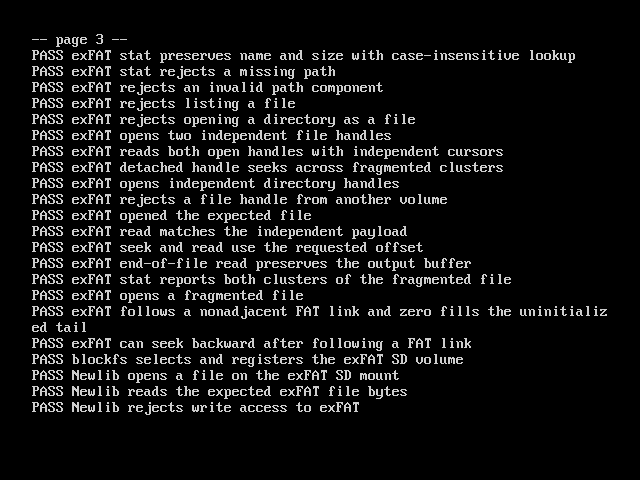 -- page 3 --
PASS exFAT stat preserves name and size with case-insensitive lookup
PASS exFAT stat rejects a missing path
PASS exFAT rejects an invalid path component
PASS exFAT rejects listing a file
PASS exFAT rejects opening a directory as a file
PASS exFAT opens two independent file handles
PASS exFAT reads both open handles with independent cursors
PASS exFAT detached handle seeks across fragmented clusters
PASS exFAT opens independent directory handles
PASS exFAT rejects a file handle from another volume
PASS exFAT opened the expected file
PASS exFAT read matches the independent payload
PASS exFAT seek and read use the requested offset
PASS exFAT end-of-file read preserves the output buffer
PASS exFAT stat reports both clusters of the fragmented file
PASS exFAT opens a fragmented file
PASS exFAT follows a nonadjacent FAT link and zero fills the uninitializ
ed tail
PASS exFAT can seek backward after following a FAT link
PASS blockfs selects and registers the exFAT SD volume
PASS Newlib opens a file on the exFAT SD mount
PASS Newlib reads the expected exFAT file bytes
PASS Newlib rejects write access to exFAT